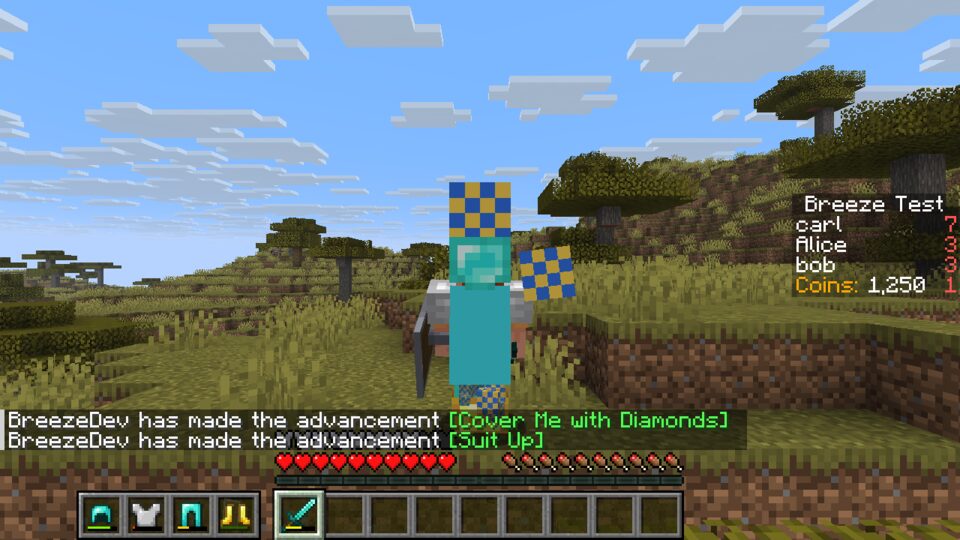 Breeze Test
carl 7
Alice 3
bob 3
Coins: 1,250 1
BreezeDev has made the advancement [Cover Me with Diamonds]
BreezeDev has made the advancement [Suit Up]